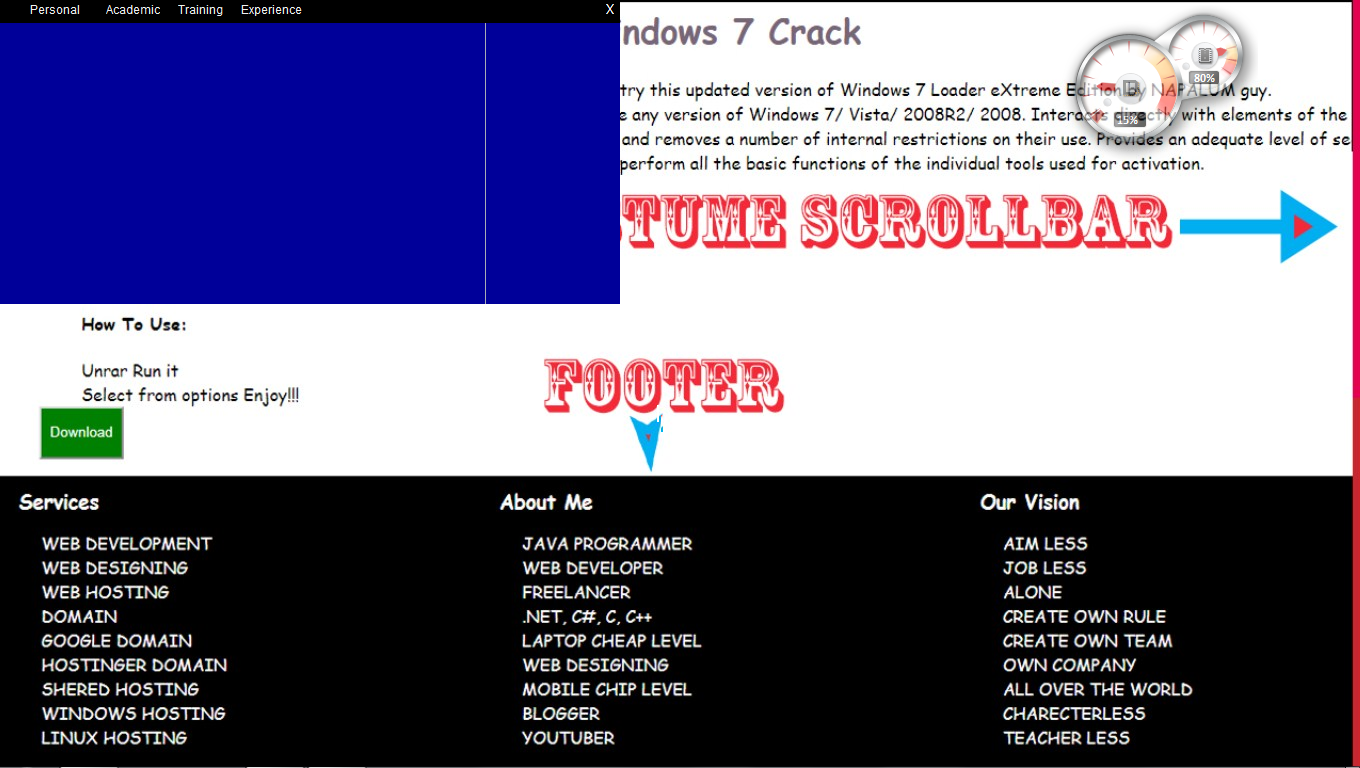 Personal Academic Training Experience X
ndows 7 Crack
try this updated version of Windows 7 Loader eXtreme Edition by NAPALUM guy.
e any version of Windows 7/ Vista/ 2008R2/ 2008. Interacts directly with elements of the
and removes a number of internal restrictions on their use. Provides an adequate level of se
perform all the basic functions of the individual tools used for activation.
80%
15%
TUME SCROLLBAR
How To Use:
Unrar Run it
Select from options Enjoy!!!
FOOTER
Download
Services
WEB DEVELOPMENT
WEB DESIGNING
WEB HOSTING
DOMAIN
GOOGLE DOMAIN
HOSTINGER DOMAIN
SHERED HOSTING
WINDOWS HOSTING
LINUX HOSTING
About Me
JAVA PROGRAMMER
WEB DEVELOPER
FREELANCER
.NET, C#, C, C++
LAPTOP CHEAP LEVEL
WEB DESIGNING
MOBILE CHIP LEVEL
BLOGGER
YOUTUBER
Our Vision
AIM LESS
JOB LESS
ALONE
CREATE OWN RULE
CREATE OWN TEAM
OWN COMPANY
ALL OVER THE WORLD
CHARECTERLESS
TEACHER LESS